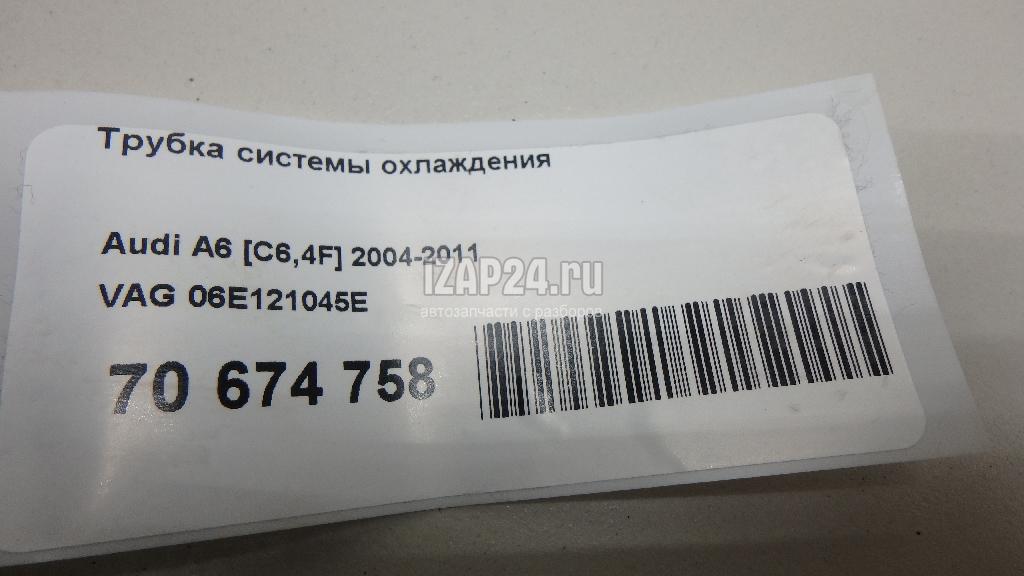 Трубка системы охлаждения
Audi A6 [C6,4F] 2004-2011
iZAP24.ru
VAG 06E121045E
автозапчасти с разборов
70 674 758